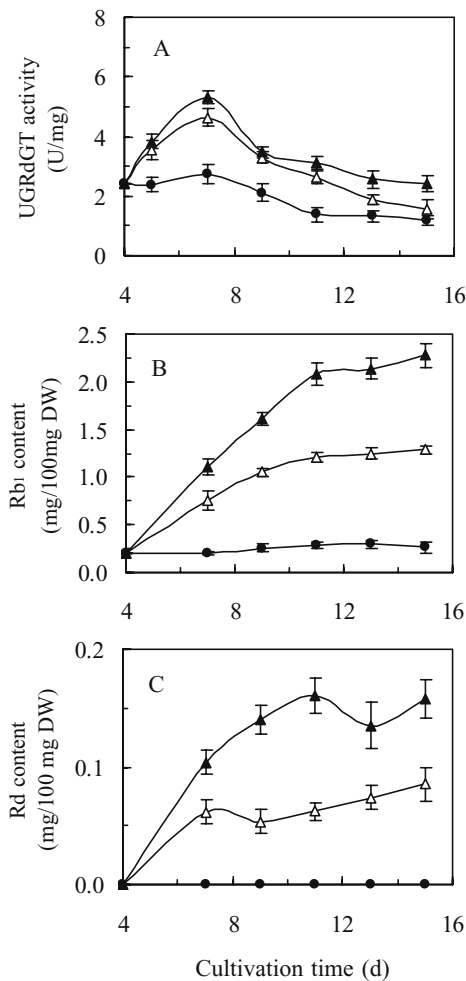 8
A
6
4
2
0
UGRdGT activity
(U/mg)
4 8 12 16
2.5
B
2.0
1.5
1.0
0.5
0.0
Rb1 content
(mg/100mg DW)
4 8 12 16
0.2
C
0.1
0.0
Rd content
(mg/100 mg DW)
4 8 12 16
Cultivation time (d)